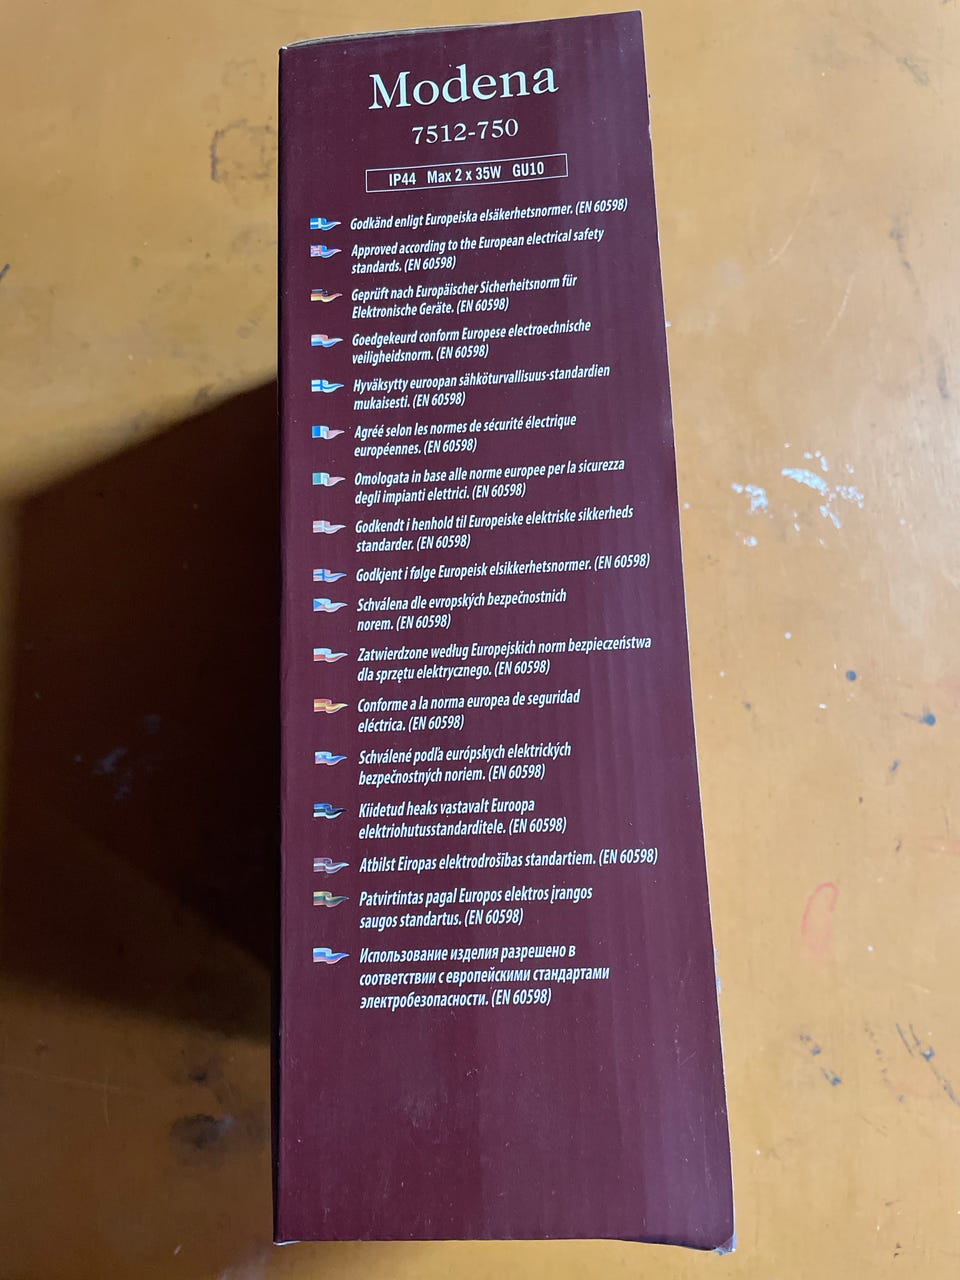 Modena
7512-750
IP44 Max 2 x 35W GU10
Godkänd enligt Europeiska elsäkerhetsnormer. (EN 60598)
Approved according to the European electrical safety
standards. (EN 60598)
Geprüft nach Europäischer Sicherheitsnorm für
Elektronische Geräte. (EN 60598)
Goedgekeurd conform Europese electroechnische
veiligheidsnorm. (EN 60598)
Hyväksytty euroopan sähköturvallisuus-standardien
mukaisesti. (EN 60598)
Agréé selon les normes de sécurité électrique
européennes. (EN 60598)
Omologata in base alle norme europee per la sicurezza
degli impianti elettrici. (EN 60598)
Godkendt i henhold til Europeiske elektriske sikkerheds
standarder. (EN 60598)
Godkjent i følge Europeisk elsikkerhetsnormer. (EN 60598)
Schválena dle evropských bezpečnostnich
norem. (EN 60598)
Zatwierdzone według Europejskich norm bezpieczeństwa
dla sprzętu elektrycznego. (EN 60598)
Conforme a la norma europea de seguridad
eléctrica. (EN 60598)
Schválené podľa európskych elektrických
bezpečnostných noriem. (EN 60598)
Kiidetud heaks vastavalt Euroopa
elektriohutusstandarditele. (EN 60598)
Atbilst Eiropas elektrodrošības standartiem. (EN 60598)
Patvirtintas pagal Europos elektros įrangos
saugos standartus. (EN 60598)
Использование изделия разрешено в
соответствии с европейскими стандартами
электробезопасности. (EN 60598)